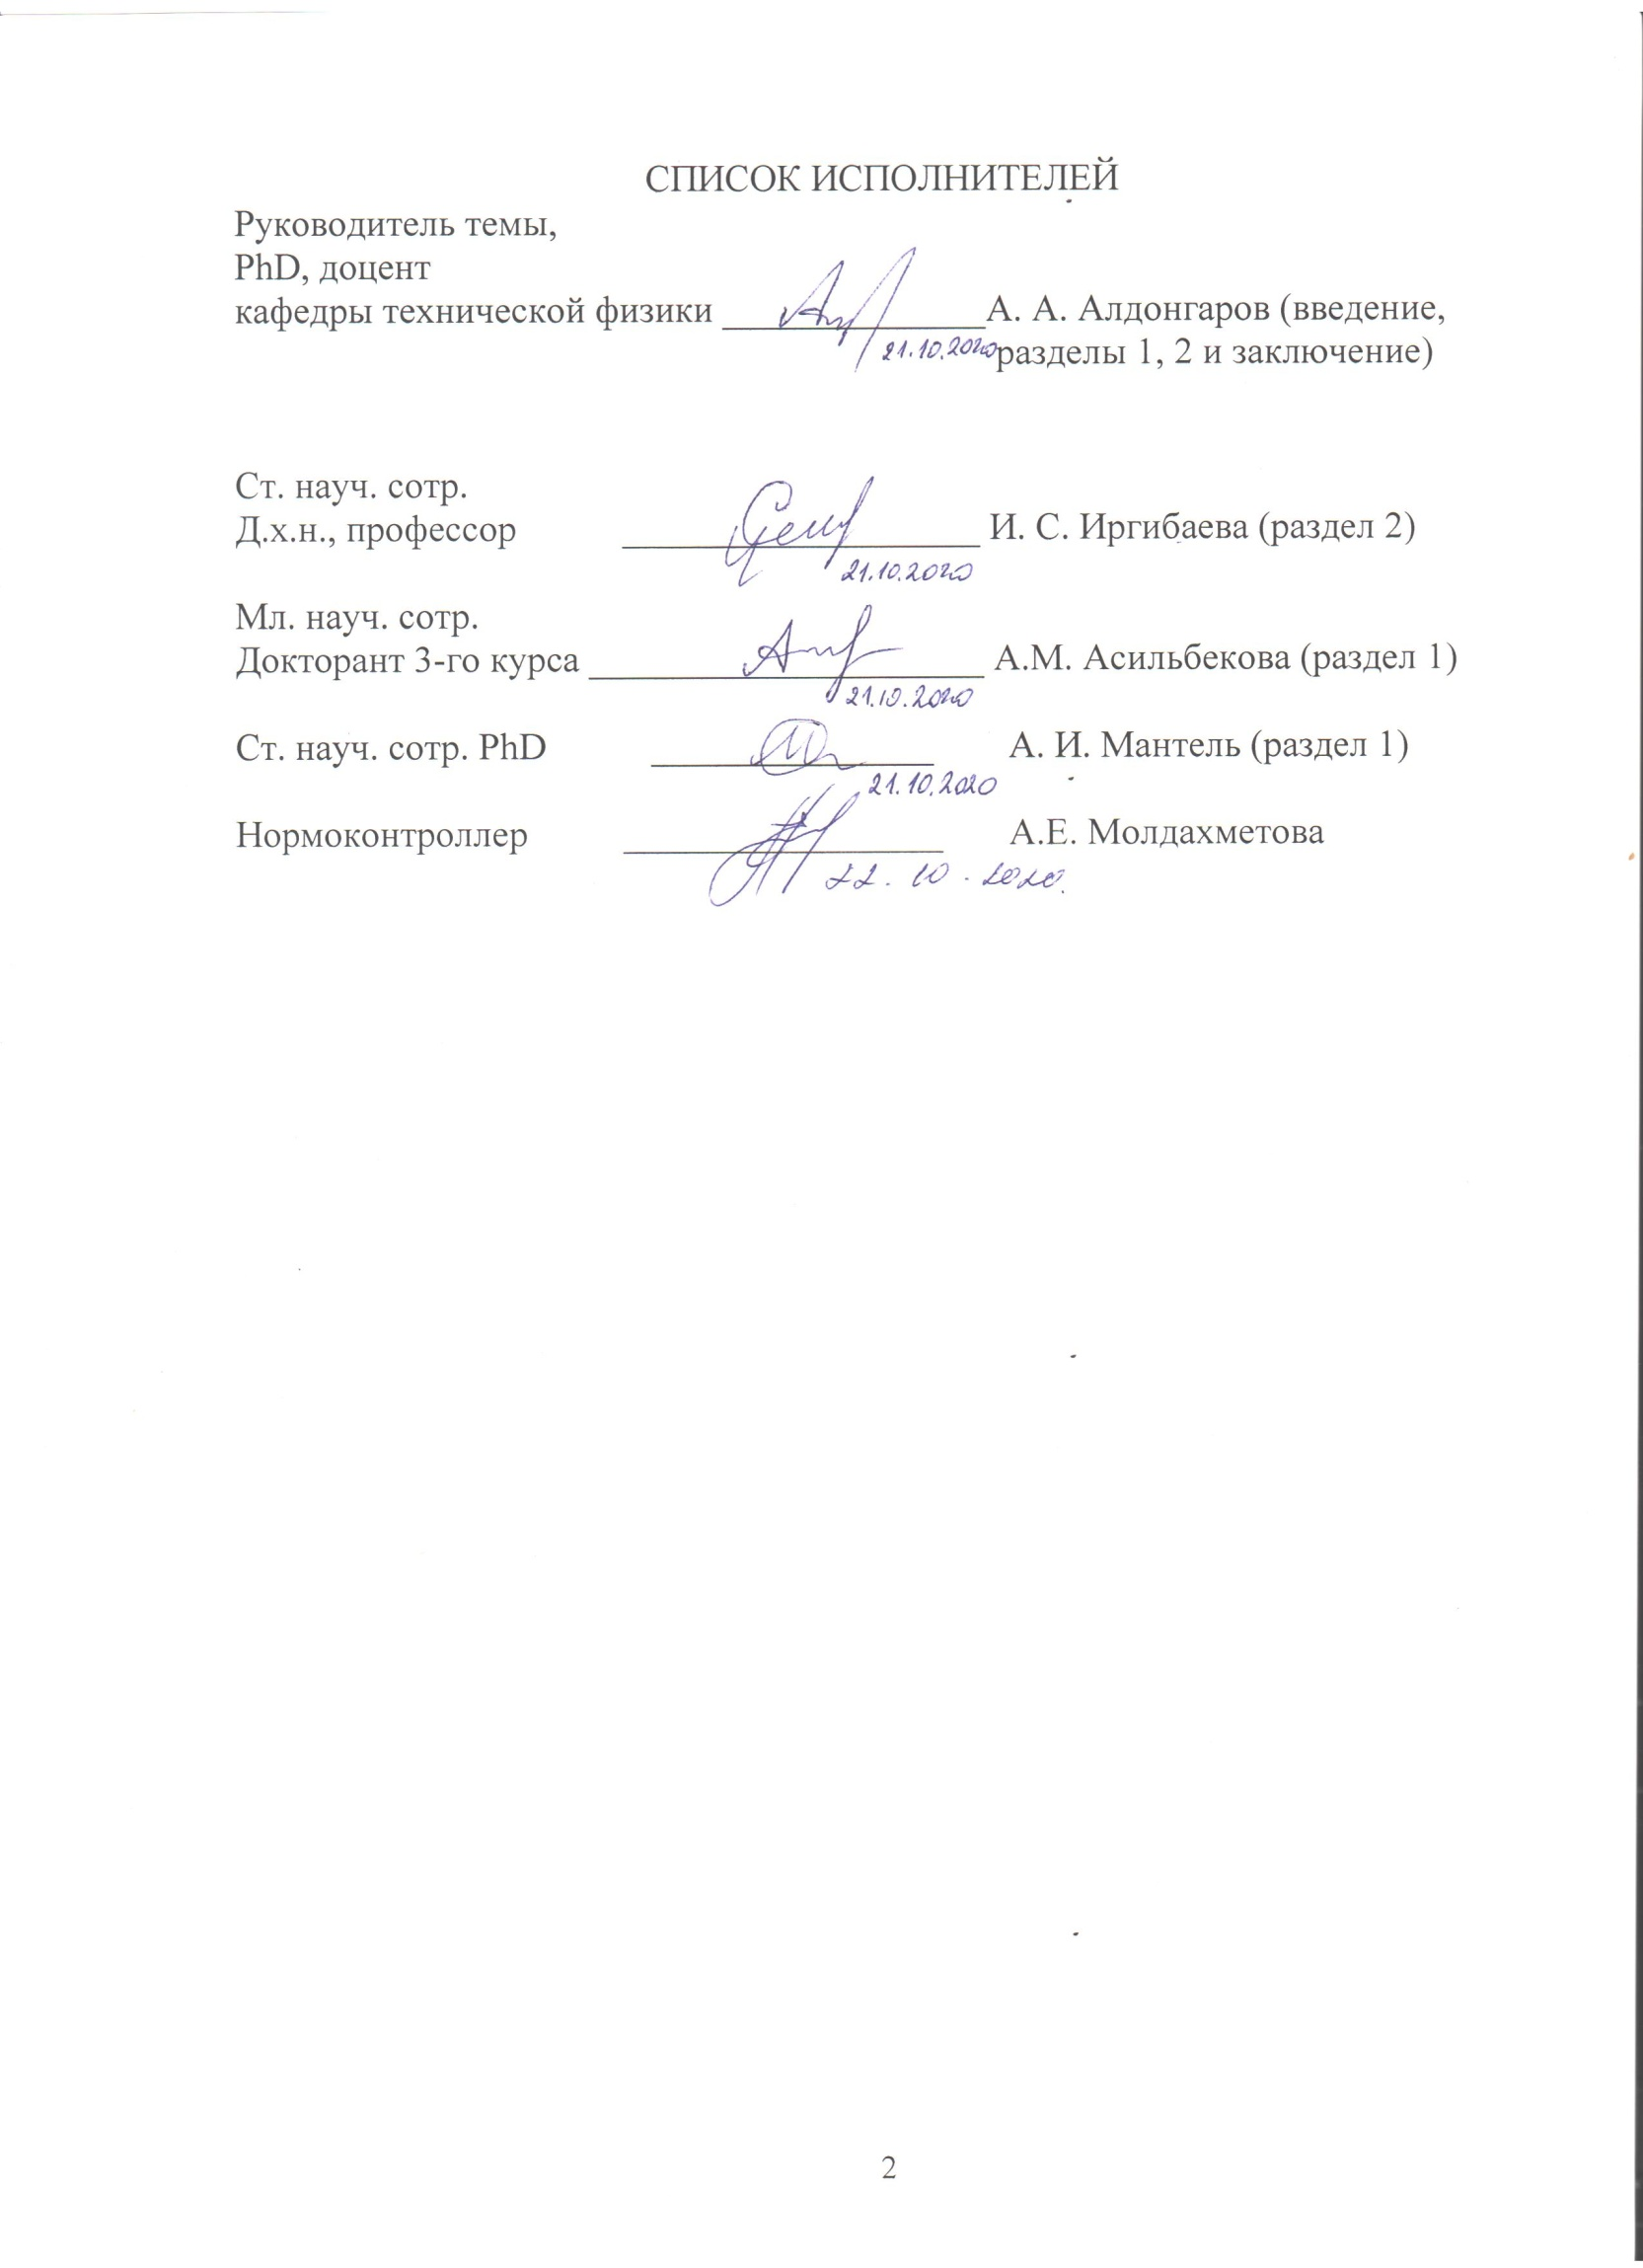 СПИСОК ИСПОЛНИТЕЛЕЙ
Руководитель темы,
PhD, доцент
кафедры технической физики А. А. Алдонгаров (введение,
21.10.2020 разделы 1, 2 и заключение)
Ст. науч. сотр.
Д.х.н., профессор И. С. Иргибаева (раздел 2)
21.10.2020
Мл. науч. сотр.
Докторант 3-го курса А.М. Асильбекова (раздел 1)
21.10.2020
Ст. науч. сотр. PhD А. И. Мантель (раздел 1)
21.10.2020
Нормоконтроллер А.Е. Молдахметова
22.10.2020.
2